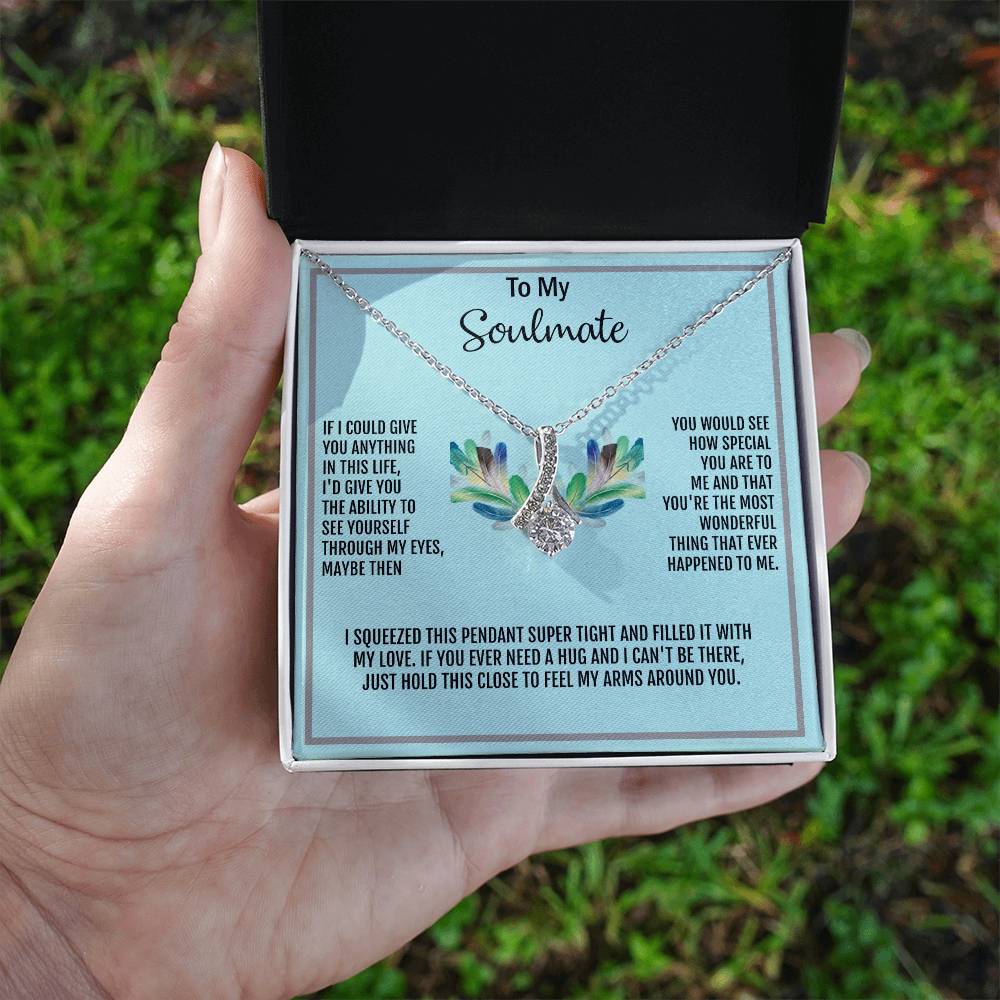 To My
Soulmate
IF I COULD GIVE
YOU ANYTHING
IN THIS LIFE,
I'D GIVE YOU
THE ABILITY TO
SEE YOURSELF
THROUGH MY EYES,
MAYBE THEN
YOU WOULD SEE
HOW SPECIAL
YOU ARE TO
ME AND THAT
YOU'RE THE MOST
WONDERFUL
THING THAT EVER
HAPPENED TO ME.
I SQUEEZED THIS PENDANT SUPER TIGHT AND FILLED IT WITH
MY LOVE. IF YOU EVER NEED A HUG AND I CAN'T BE THERE,
JUST HOLD THIS CLOSE TO FEEL MY ARMS AROUND YOU.